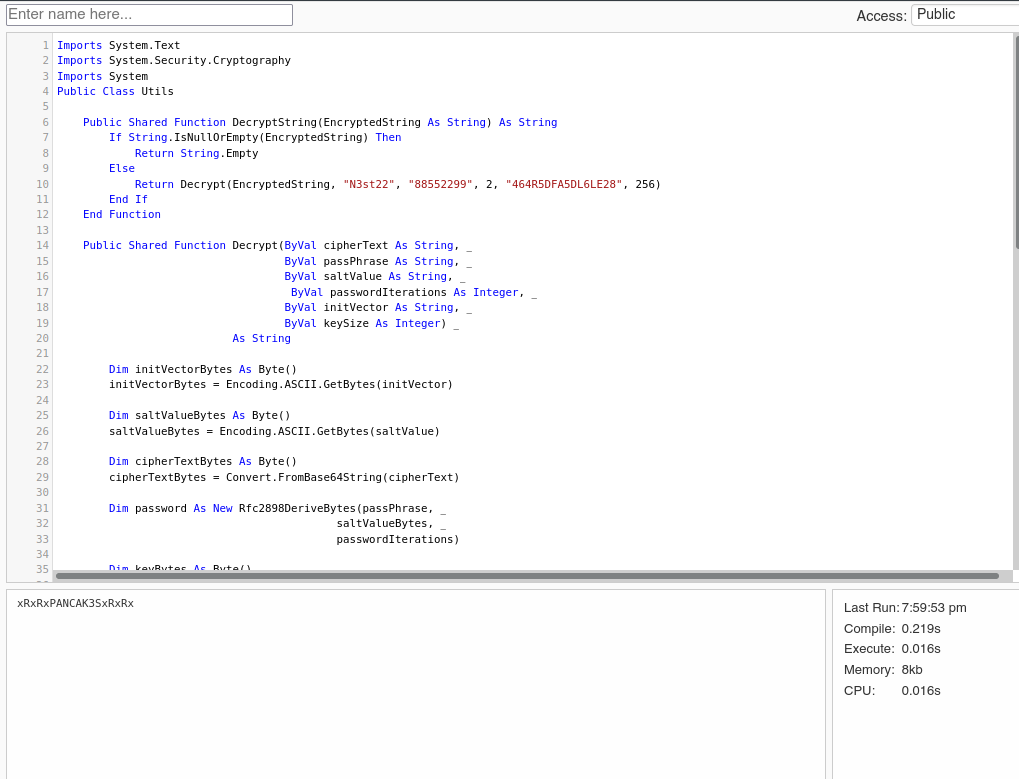 Enter name here...
Access: Public
1 Imports System.Text
2 Imports System.Security.Cryptography
3 Imports System
4 Public Class Utils
5
6 Public Shared Function DecryptString(EncryptedString As String) As String
7 If String.IsNullOrEmpty(EncryptedString) Then
8 Return String.Empty
9 Else
10 Return Decrypt(EncryptedString, "N3st22", "88552299", 2, "464R5DFA5DL6LE28", 256)
11 End If
12 End Function
13
14 Public Shared Function Decrypt(ByVal cipherText As String, _
15 ByVal passPhrase As String, _
16 ByVal saltValue As String, _
17 ByVal passwordIterations As Integer, _
18 ByVal initVector As String, _
19 ByVal keySize As Integer) _
20 As String
21
22 Dim initVectorBytes As Byte()
23 initVectorBytes = Encoding.ASCII.GetBytes(initVector)
24
25 Dim saltValueBytes As Byte()
26 saltValueBytes = Encoding.ASCII.GetBytes(saltValue)
27
28 Dim cipherTextBytes As Byte()
29 cipherTextBytes = Convert.FromBase64String(cipherText)
30
31 Dim password As New Rfc2898DeriveBytes(passPhrase, _
32 saltValueBytes, _
33 passwordIterations)
34
35 Dim keyBytes As Byte()
xRxRxPANCAK3SxRxRx
Last Run: 7:59:53 pm
Compile: 0.219s
Execute: 0.016s
Memory: 8kb
CPU: 0.016s